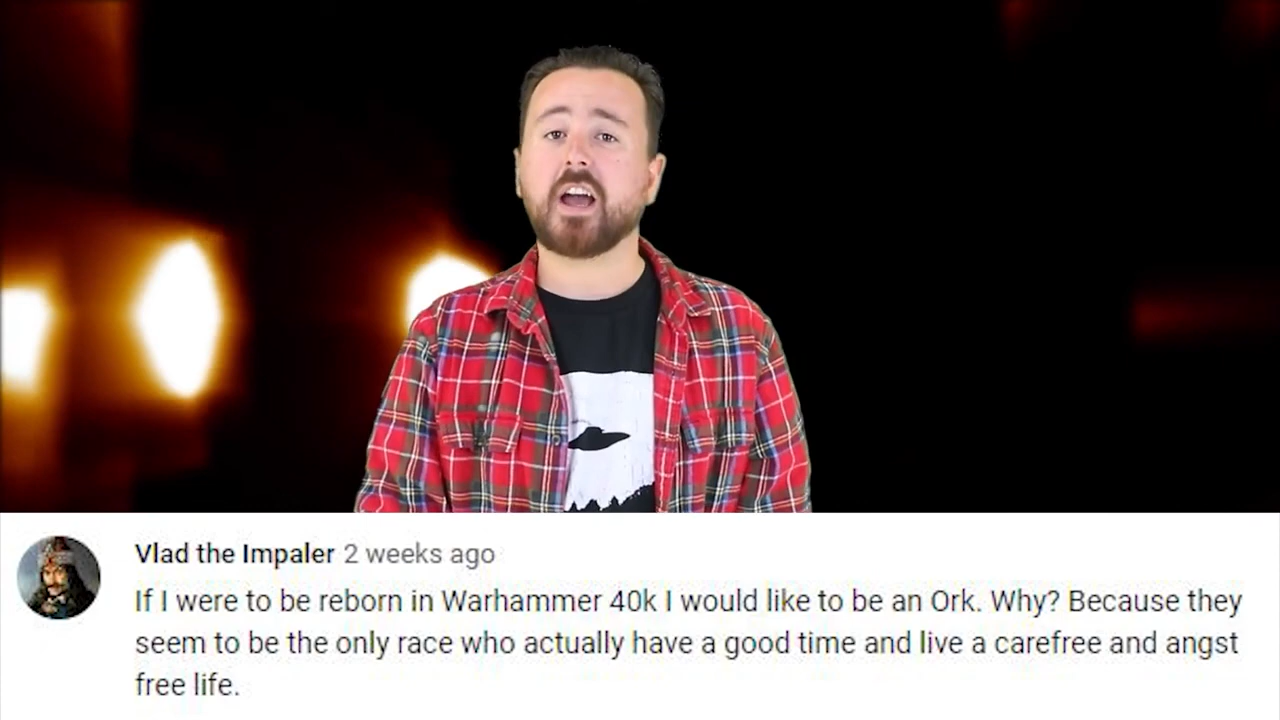 Vlad the Impaler 2 weeks ago
If I were to be reborn in Warhammer 40k I would like to be an Ork. Why? Because they
seem to be the only race who actually have a good time and live a carefree and angst
free life.